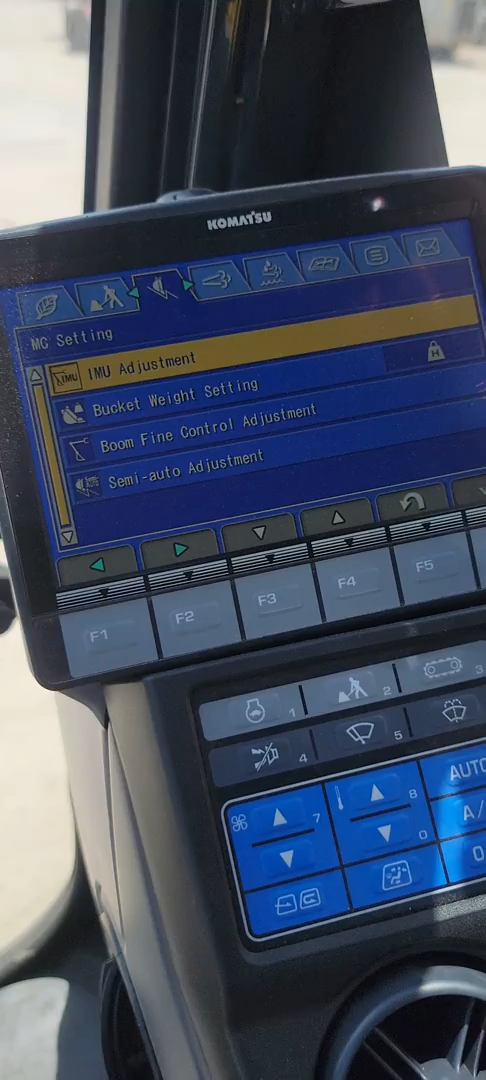 KOMATSU
MC Setting
IMU IMU Adjustment
Bucket Weight Setting
Boom Fine Control Adjustment
Semi-auto Adjustment
F1 F2 F3 F4 F5
1 2 3
4 5
AUTO
7 8
A/
0